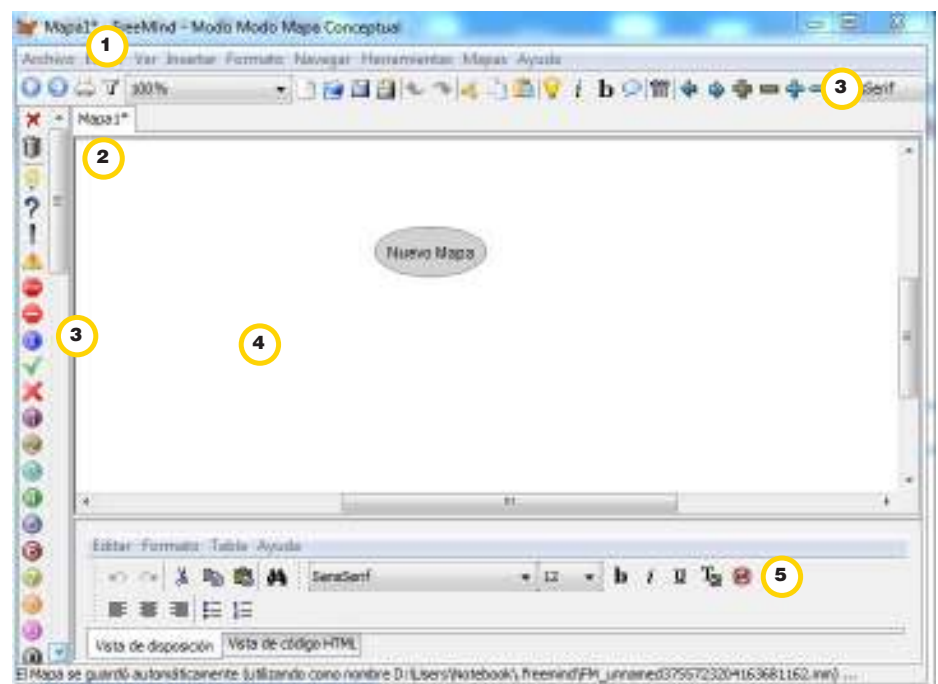 Mapa1* - FreeMind - Modo Modo Mapa Conceptual
1
Archivo Ver Insertar Formato Navegar Herramientas Mapas Ayuda
100% i b 3 Serif
Mapa1*
2
Nuevo Mapa
3
4
Editar Formato Tabla Ayuda
SansSerif 12 b i U 5
Vista de disposición Vista de código HTML
El Mapa se guardó automáticamente (utilizando como nombre D:\Users\Notebook\.freemind\FM_unnamed3755723204163681162.mm) ...